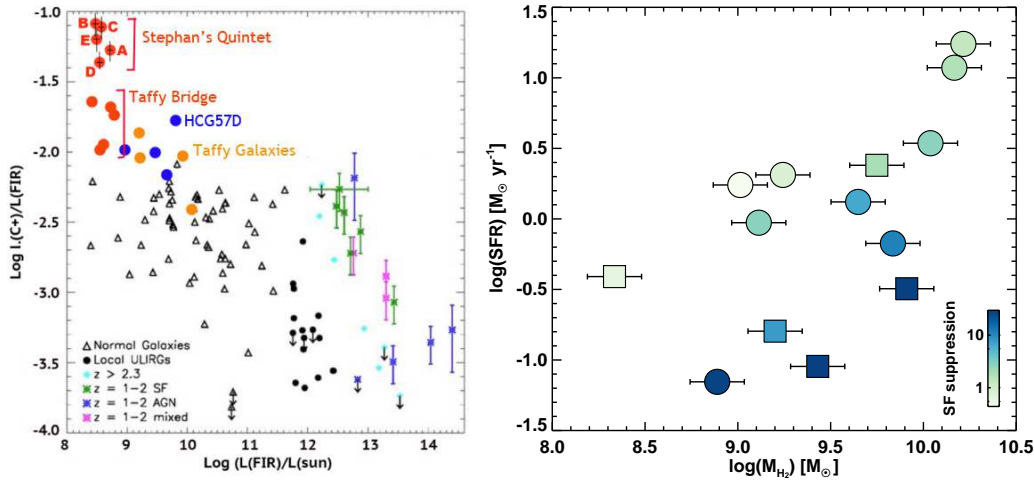 -1.0
-1.5
-2.0
-2.5
-3.0
-3.5
-4.0
Log L(C+)/L(FIR)
B
C
E
A
D
Stephan's Quintet
Taffy Bridge
HCG57D
Taffy Galaxies
Normal Galaxies
Local ULIRGs
z > 2.3
z = 1-2 SF
z = 1-2 AGN
z = 1-2 mixed
8 9 10 11 12 13 14
Log (L(FIR)/L(sun)
1.0
0.5
0.0
-0.5
-1.0
-1.5
log(SFR) [M⊙ yr⁻¹]
SF suppression
10
1
8.0 8.5 9.0 9.5 10.0 10.5
log(M_H₂) [M⊙]